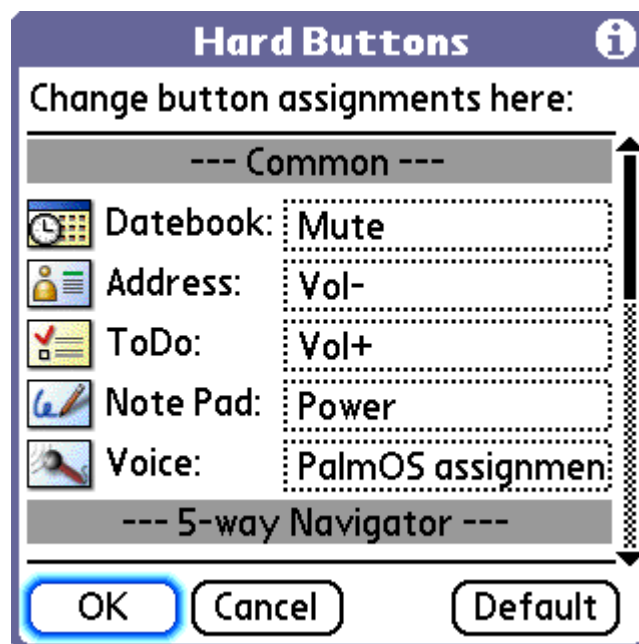 Hard Buttons
Change button assignments here:
--- Common ---
Datebook: Mute
Address: Vol-
ToDo: Vol+
Note Pad: Power
Voice: PalmOS assignmen
--- 5-way Navigator ---
OK Cancel Default